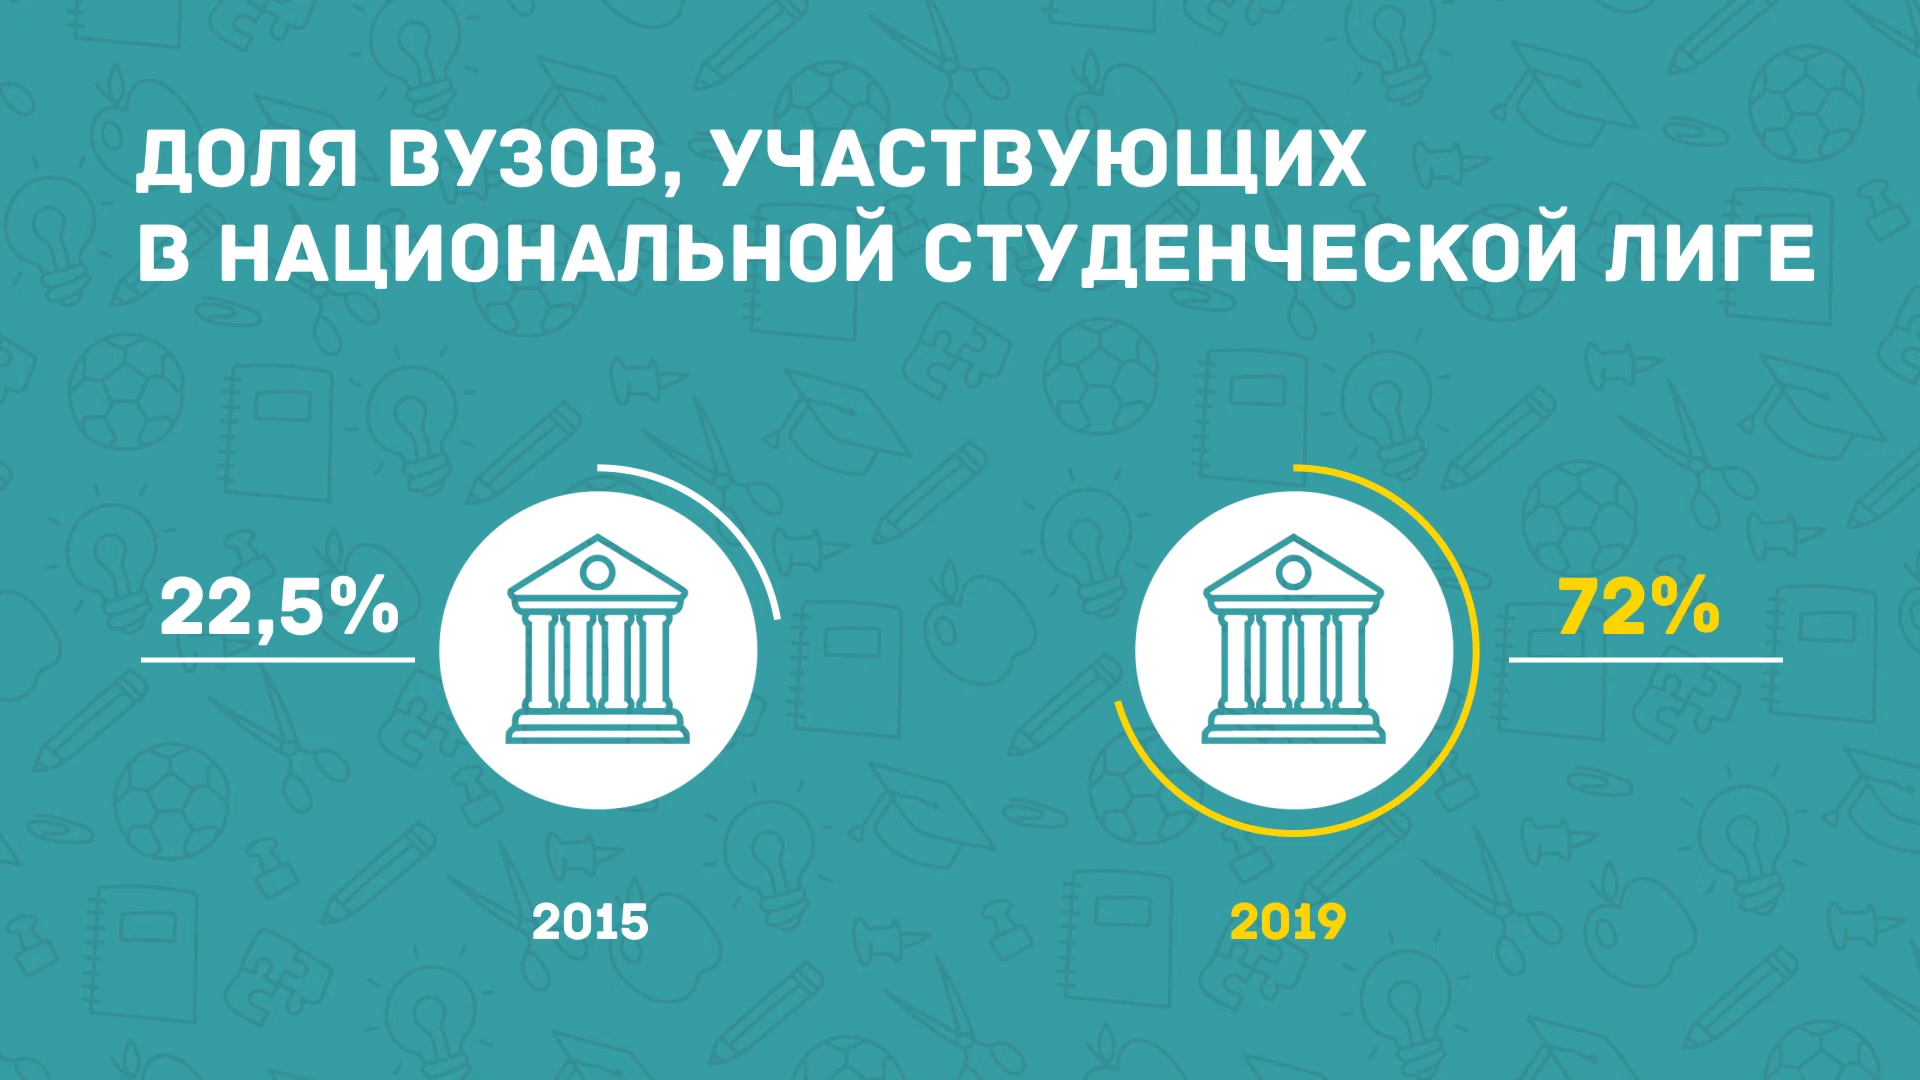 ДОЛЯ ВУЗОВ, УЧАСТВУЮЩИХ
В НАЦИОНАЛЬНОЙ СТУДЕНЧЕСКОЙ ЛИГЕ
22,5%
72%
2015
2019